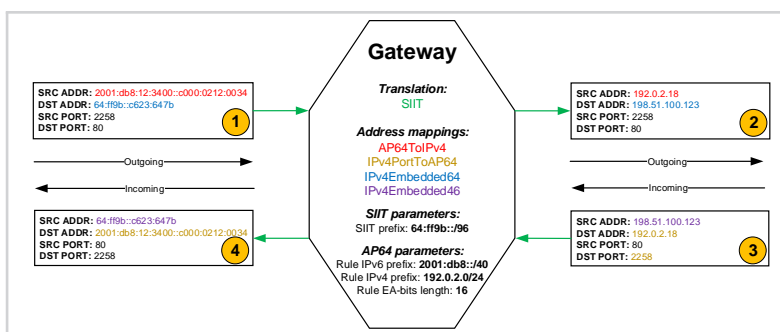 Gateway
Translation:
SIIT
Address mappings:
AP64ToIPv4
IPv4PortToAP64
IPv4Embedded64
IPv4Embedded46
SIIT parameters:
SIIT prefix: 64:ff9b::/96
AP64 parameters:
Rule IPv6 prefix: 2001:db8::/40
Rule IPv4 prefix: 192.0.2.0/24
Rule EA-bits length: 16
SRC ADDR: 2001:db8:12:3400::c000:0212:0034
DST ADDR: 64:ff9b::c623:647b
SRC PORT: 2258
DST PORT: 80
1
Outgoing
Incoming
SRC ADDR: 64:ff9b::c623:647b
DST ADDR: 2001:db8:12:3400::c000:0212:0034
SRC PORT: 80
DST PORT: 2258
4
SRC ADDR: 192.0.2.18
DST ADDR: 198.51.100.123
SRC PORT: 2258
DST PORT: 80
2
Outgoing
Incoming
SRC ADDR: 198.51.100.123
DST ADDR: 192.0.2.18
SRC PORT: 80
DST PORT: 2258
3